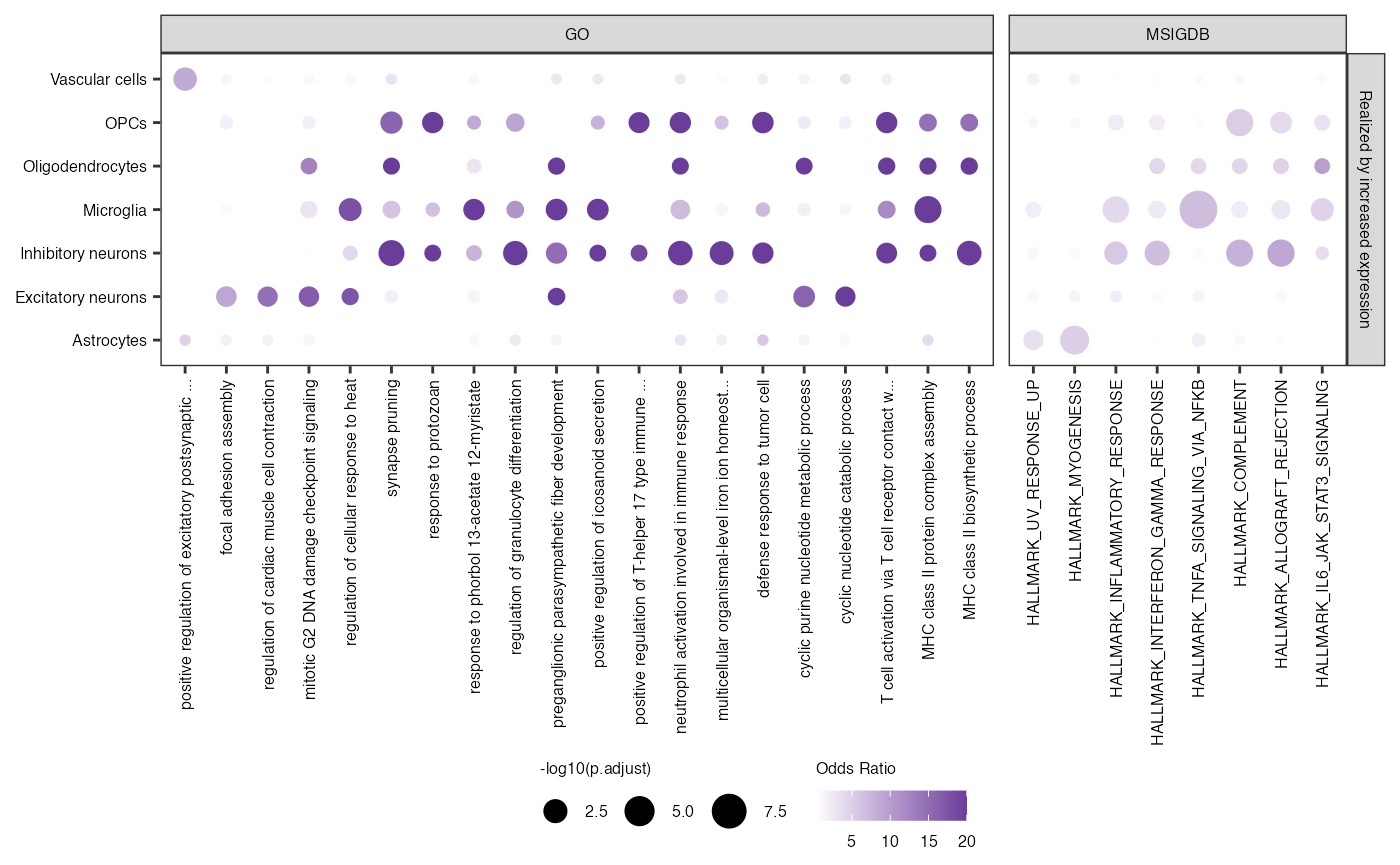 GO
MSIGDB
Realized by increased expression
Vascular cells
OPCs
Oligodendrocytes
Microglia
Inhibitory neurons
Excitatory neurons
Astrocytes
positive regulation of excitatory postsynaptic ...
focal adhesion assembly
regulation of cardiac muscle cell contraction
mitotic G2 DNA damage checkpoint signaling
regulation of cellular response to heat
synapse pruning
response to protozoan
response to phorbol 13-acetate 12-myristate
regulation of granulocyte differentiation
preganglionic parasympathetic fiber development
positive regulation of icosanoid secretion
positive regulation of T-helper 17 type immune ...
neutrophil activation involved in immune response
multicellular organismal-level iron ion homeost...
defense response to tumor cell
cyclic purine nucleotide metabolic process
cyclic nucleotide catabolic process
T cell activation via T cell receptor contact w...
MHC class II protein complex assembly
MHC class II biosynthetic process
HALLMARK_UV_RESPONSE_UP
HALLMARK_MYOGENESIS
HALLMARK_INFLAMMATORY_RESPONSE
HALLMARK_INTERFERON_GAMMA_RESPONSE
HALLMARK_TNFA_SIGNALING_VIA_NFKB
HALLMARK_COMPLEMENT
HALLMARK_ALLOGRAFT_REJECTION
HALLMARK_IL6_JAK_STAT3_SIGNALING
-log10(p.adjust)
2.5 5.0 7.5
Odds Ratio
5 10 15 20